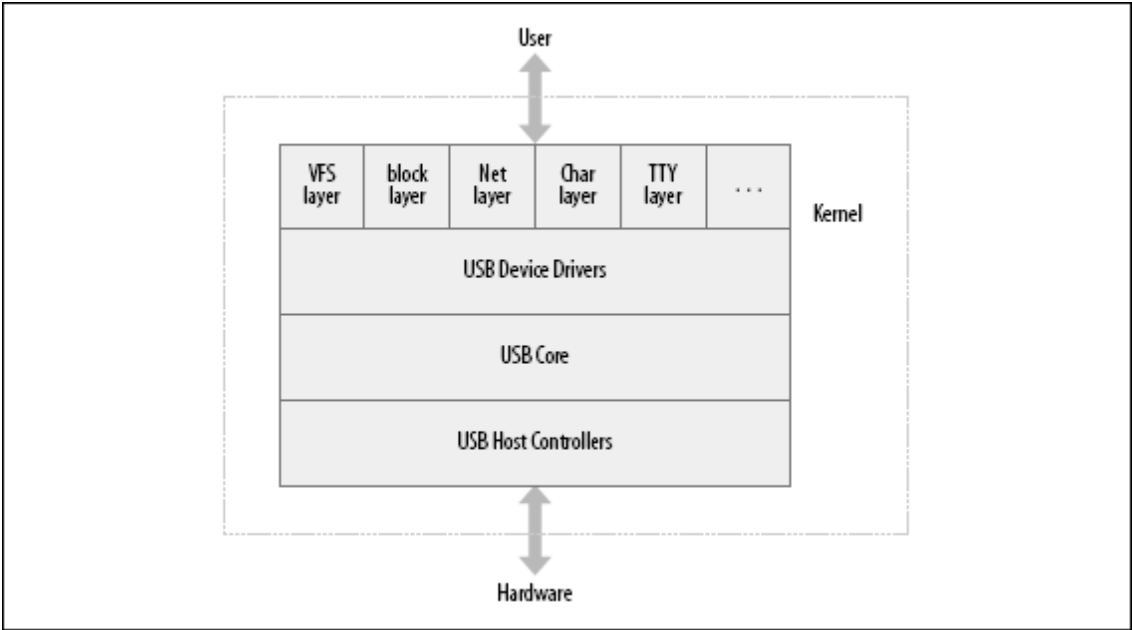 User
VFS block Net Char TTY
layer layer layer layer layer ...
Kernel
USB Device Drivers
USB Core
USB Host Controllers
Hardware